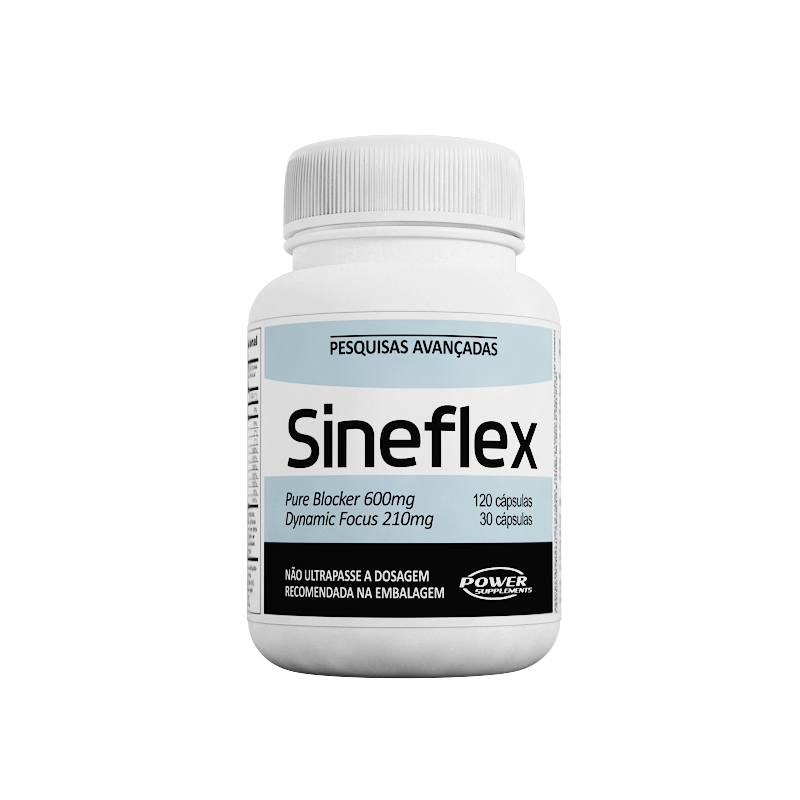 PESQUISAS AVANÇADAS
Sineflex
Pure Blocker 600mg 120 cápsulas
Dynamic Focus 210mg 30 cápsulas
NÃO ULTRAPASSE A DOSAGEM
RECOMENDADA NA EMBALAGEM
POWER
SUPPLEMENTS